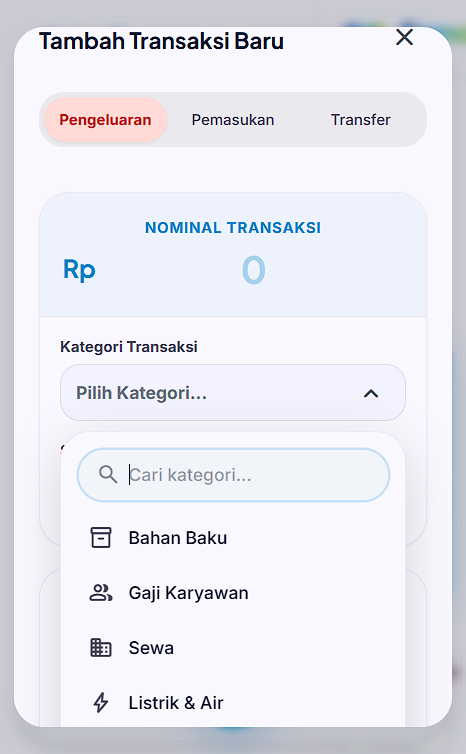 Tambah Transaksi Baru
Pengeluaran
Pemasukan
Transfer
NOMINAL TRANSAKSI
Rp
0
Kategori Transaksi
Pilih Kategori...
Cari kategori...
Bahan Baku
Gaji Karyawan
Sewa
Listrik & Air